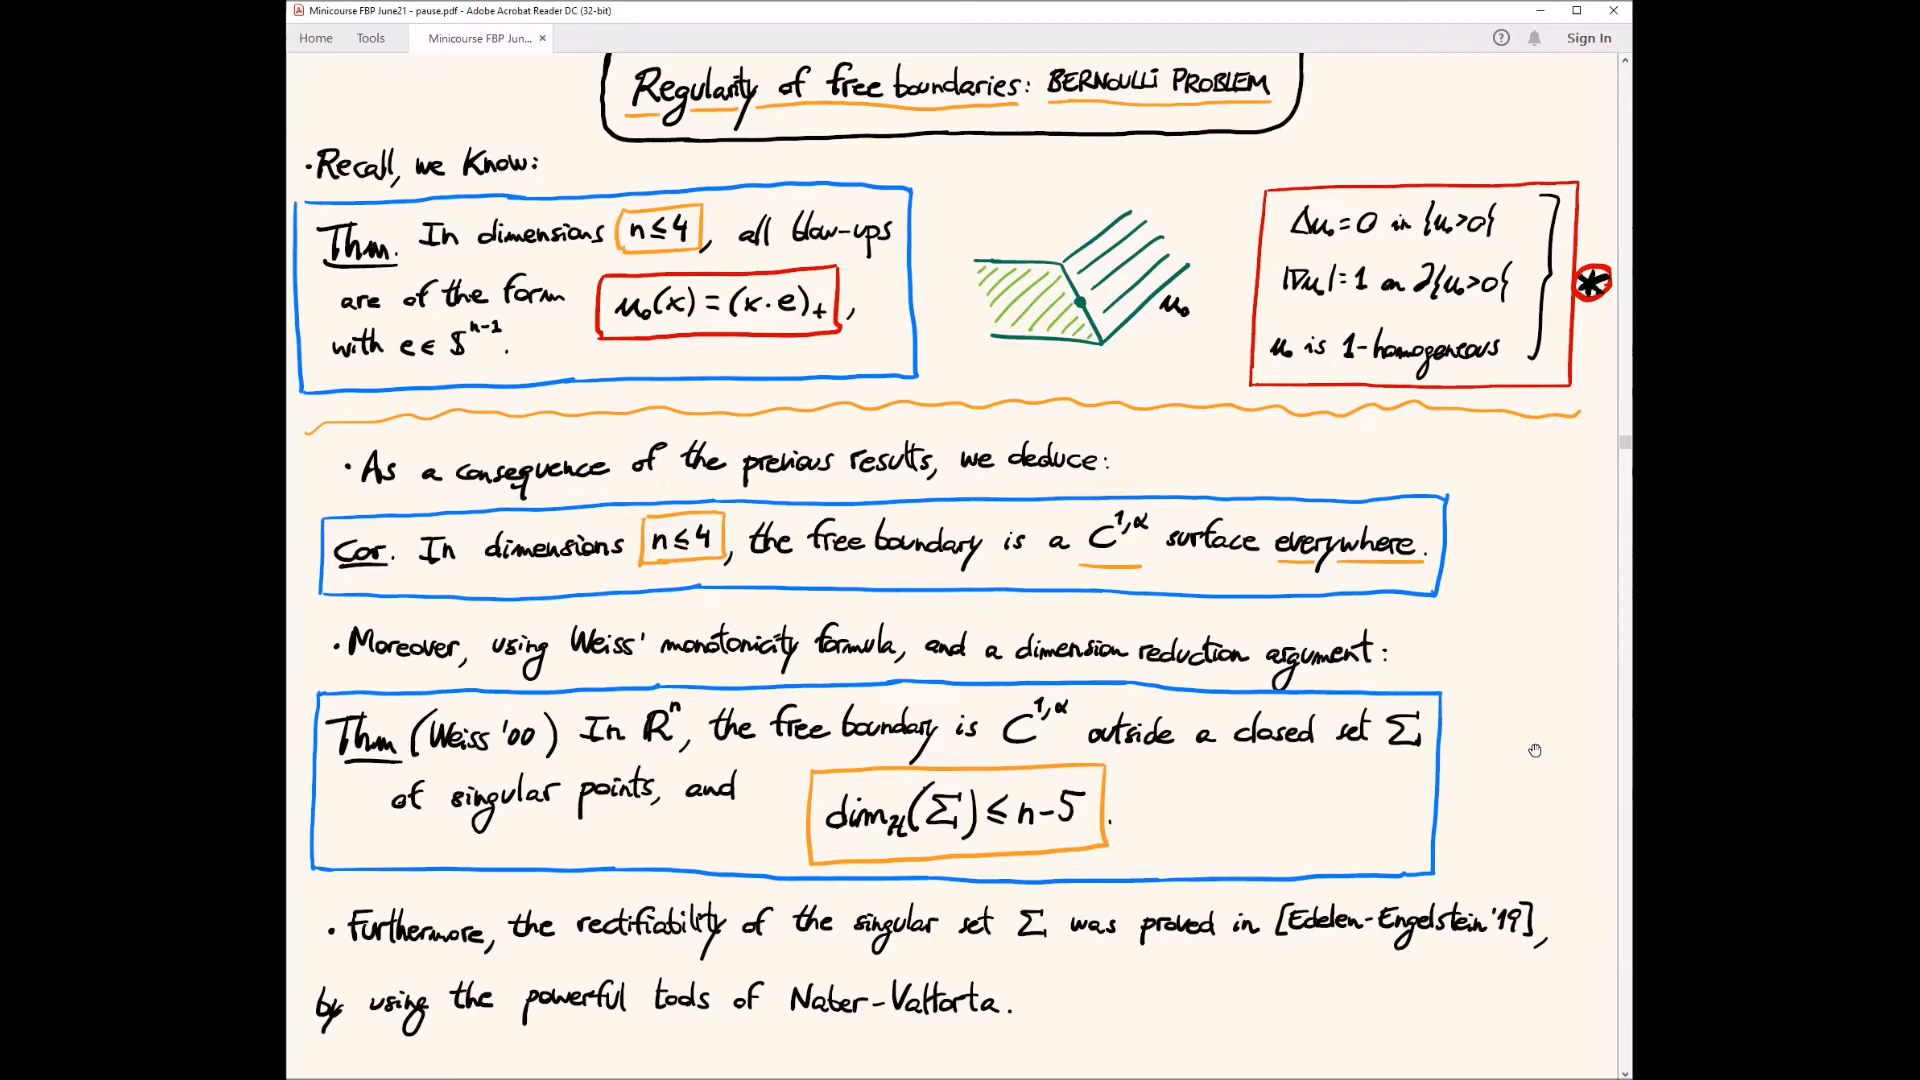 Minicourse FBP June21 - pause.pdf - Adobe Acrobat Reader DC (32-bit)
Home Tools Minicourse FBP Jun... × Sign In
Regularity of free boundaries: BERNOULLI PROBLEM
· Recall, we know:
Thm. In dimensions n ≤ 4, all blow-ups
are of the form u₀(x) = (x·e)₊,
with e ∈ 𝕊ⁿ⁻¹.
u₀
Δu₀ = 0 in {u₀>0}
|∇u₀| = 1 on ∂{u₀>0}
u₀ is 1-homogeneous
*
· As a consequence of the previous results, we deduce:
Cor. In dimensions n ≤ 4, the free boundary is a C^{1,α} surface everywhere.
· Moreover, using Weiss' monotonicity formula, and a dimension reduction argument:
Thm (Weiss '00) In ℝⁿ, the free boundary is C^{1,α} outside a closed set Σ
of singular points, and dim_ℋ(Σ) ≤ n-5.
· Furthermore, the rectifiability of the singular set Σ was proved in [Edelen-Engelstein '19],
by using the powerful tools of Naber-Valtorta.